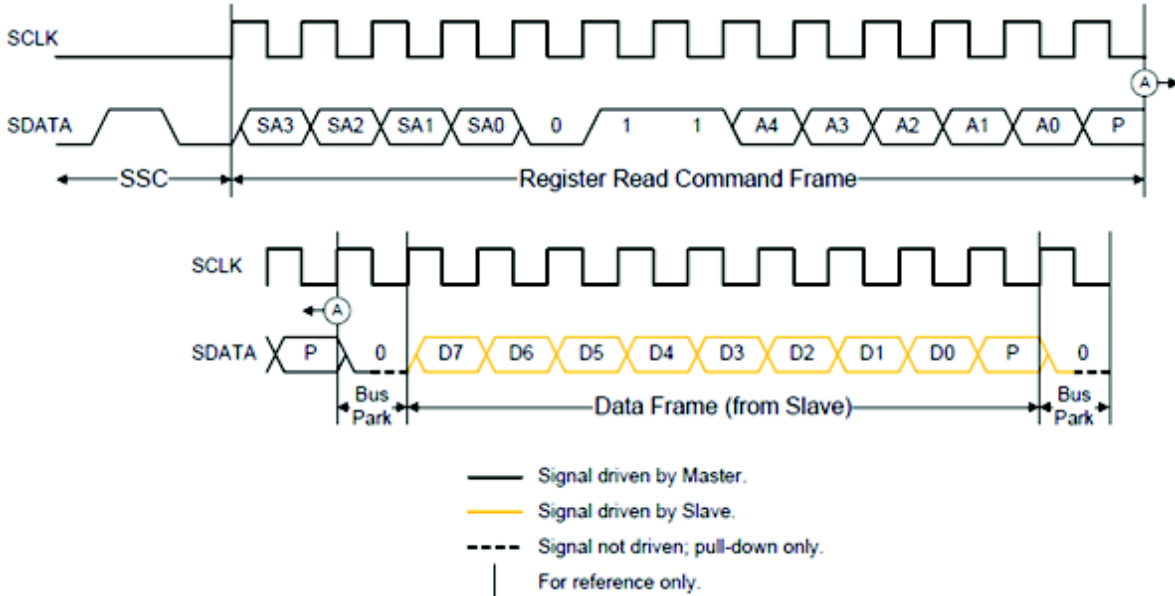 SCLK
A
SDATA SA3 SA2 SA1 SA0 0 1 1 A4 A3 A2 A1 A0 P
SSC Register Read Command Frame
SCLK
A
SDATA P 0 D7 D6 D5 D4 D3 D2 D1 D0 P 0
Bus Park Data Frame (from Slave) Bus Park
Signal driven by Master.
Signal driven by Slave.
Signal not driven; pull-down only.
For reference only.